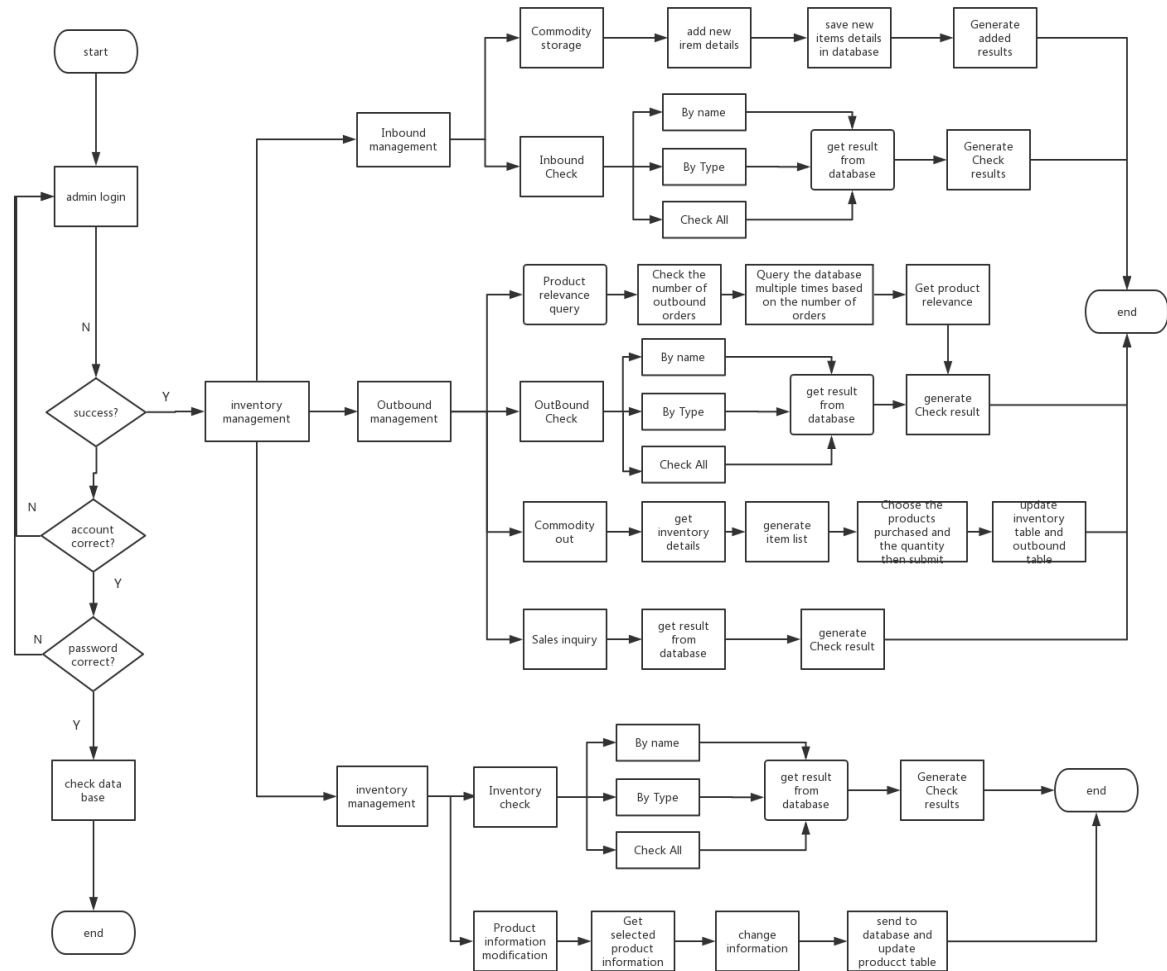 start
admin login
N
success?
Y
account
correct?
N
Y
password
correct?
N
Y
check data
base
end
inventory
management
Inbound
management
Commodity
storage
add new
irem details
save new
items details
in database
Generate
added
results
Inbound
Check
By name
By Type
Check All
get result
from
database
Generate
Check
results
Outbound
management
Product
relevance
query
Check the
number of
outbound
orders
Query the database
multiple times based
on the number of
orders
Get product
relevance
OutBound
Check
By name
By Type
Check All
get result
from
database
generate
Check result
Commodity
out
get
inventory
details
generate
item list
Choose the
products
purchased and
the quantity
then submit
update
inventory
table and
outbound
table
Sales inquiry
get result
from
database
generate
Check result
end
inventory
management
Inventory
check
By name
By Type
Check All
get result
from
database
Generate
Check
results
end
Product
information
modification
Get
selected
product
information
change
information
send to
database and
update
producct table